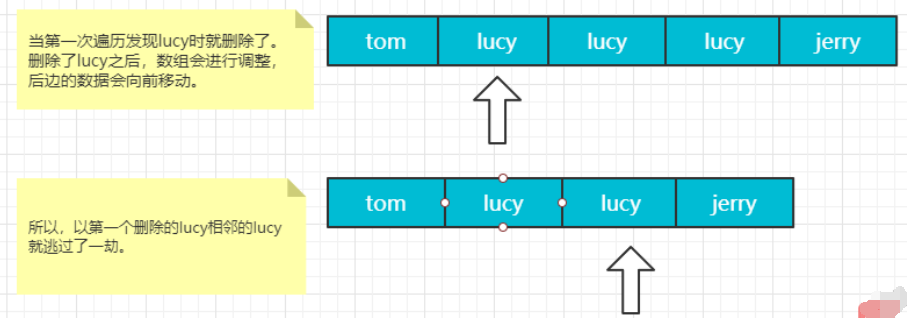 当第一次遍历发现lucy时就删除了。
删除了lucy之后，数组会进行调整，
后边的数据会向前移动。
tom lucy lucy lucy jerry
所以，以第一个删除的lucy相邻的lucy
就逃过了一劫。
tom lucy lucy jerry